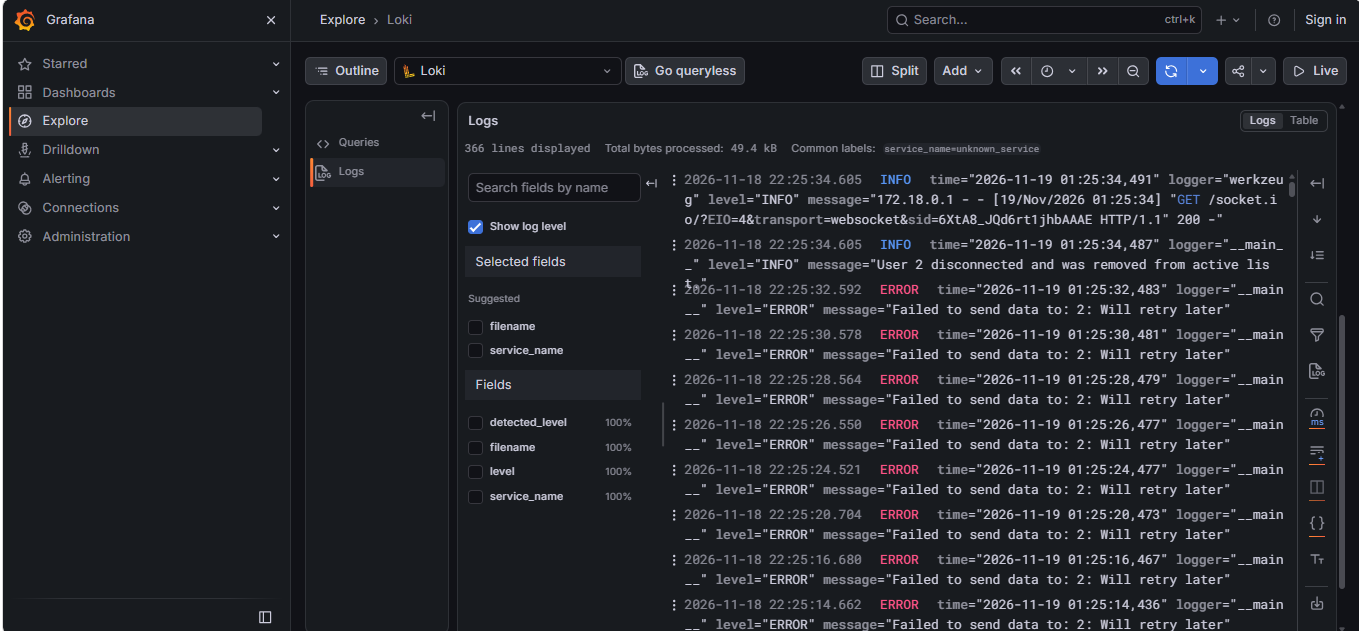 Grafana
Explore › Loki
Search... ctrl+k
Sign in
Starred
Dashboards
Explore
Drilldown
Alerting
Connections
Administration
Outline
Loki
Go queryless
Split
Add
Live
Queries
Logs
Logs
Logs Table
366 lines displayed Total bytes processed: 49.4 kB Common labels: service_name=unknown_service
Search fields by name
Show log level
Selected fields
Suggested
filename
service_name
Fields
detected_level 100%
filename 100%
level 100%
service_name 100%
2026-11-18 22:25:34.605 INFO time="2026-11-19 01:25:34,491" logger="werkzeu
g" level="INFO" message="172.18.0.1 - - [19/Nov/2026 01:25:34] "GET /socket.i
o/?EIO=4&transport=websocket&sid=6XtA8_JQd6rt1jhbAAAE HTTP/1.1" 200 -"
2026-11-18 22:25:34.605 INFO time="2026-11-19 01:25:34,487" logger="__main_
_" level="INFO" message="User 2 disconnected and was removed from active lis
t."
2026-11-18 22:25:32.592 ERROR time="2026-11-19 01:25:32,483" logger="__main
__" level="ERROR" message="Failed to send data to: 2: Will retry later"
2026-11-18 22:25:30.578 ERROR time="2026-11-19 01:25:30,481" logger="__main
__" level="ERROR" message="Failed to send data to: 2: Will retry later"
2026-11-18 22:25:28.564 ERROR time="2026-11-19 01:25:28,479" logger="__main
__" level="ERROR" message="Failed to send data to: 2: Will retry later"
2026-11-18 22:25:26.550 ERROR time="2026-11-19 01:25:26,477" logger="__main
__" level="ERROR" message="Failed to send data to: 2: Will retry later"
2026-11-18 22:25:24.521 ERROR time="2026-11-19 01:25:24,477" logger="__main
__" level="ERROR" message="Failed to send data to: 2: Will retry later"
2026-11-18 22:25:20.704 ERROR time="2026-11-19 01:25:20,473" logger="__main
__" level="ERROR" message="Failed to send data to: 2: Will retry later"
2026-11-18 22:25:16.680 ERROR time="2026-11-19 01:25:16,467" logger="__main
__" level="ERROR" message="Failed to send data to: 2: Will retry later"
2026-11-18 22:25:14.662 ERROR time="2026-11-19 01:25:14,436" logger="__main
__" level="ERROR" message="Failed to send data to: 2: Will retry later"
LOG
ms
Tт